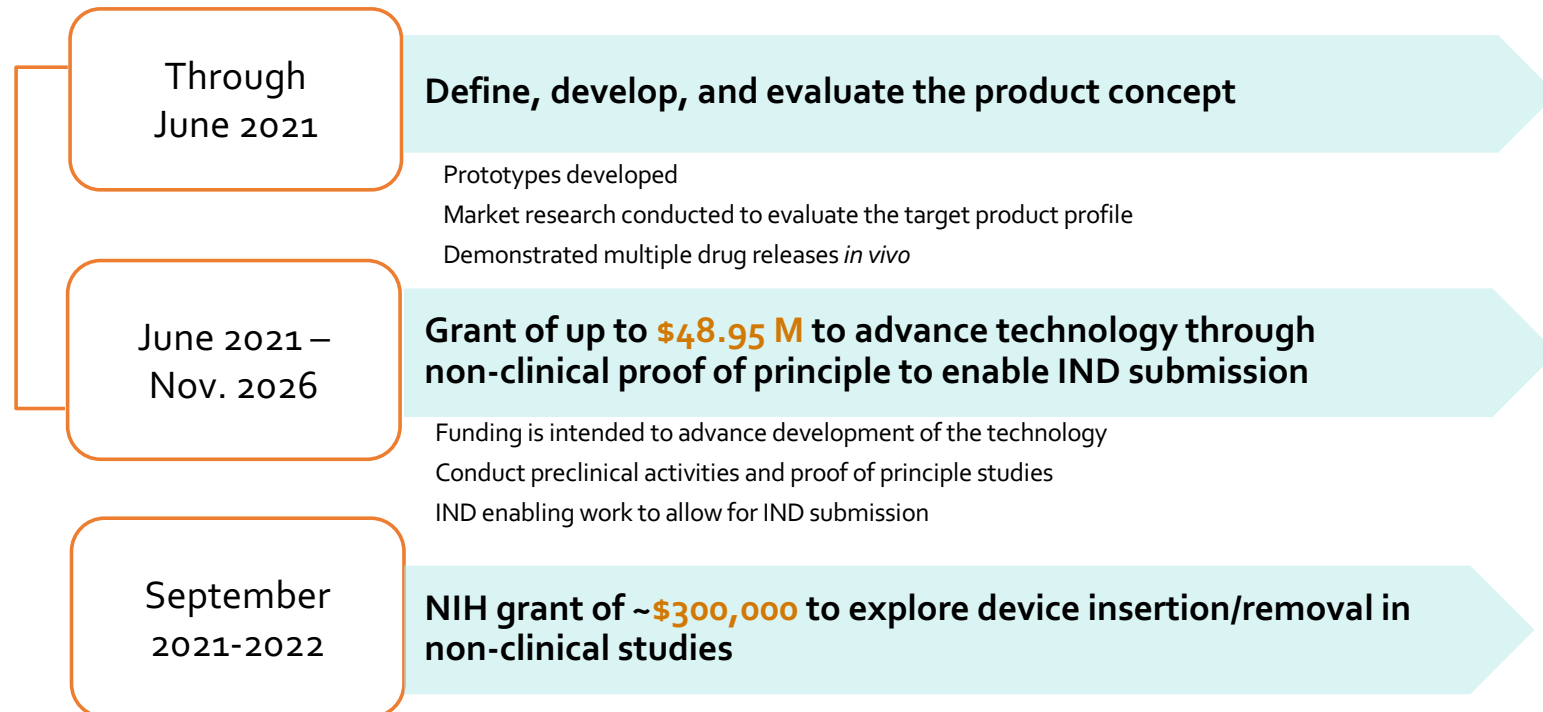 Through
June 2021
Define, develop, and evaluate the product concept
Prototypes developed
Market research conducted to evaluate the target product profile
Demonstrated multiple drug releases in vivo
June 2021 –
Nov. 2026
Grant of up to $48.95 M to advance technology through
non-clinical proof of principle to enable IND submission
Funding is intended to advance development of the technology
Conduct preclinical activities and proof of principle studies
IND enabling work to allow for IND submission
September
2021-2022
NIH grant of ~$300,000 to explore device insertion/removal in
non-clinical studies